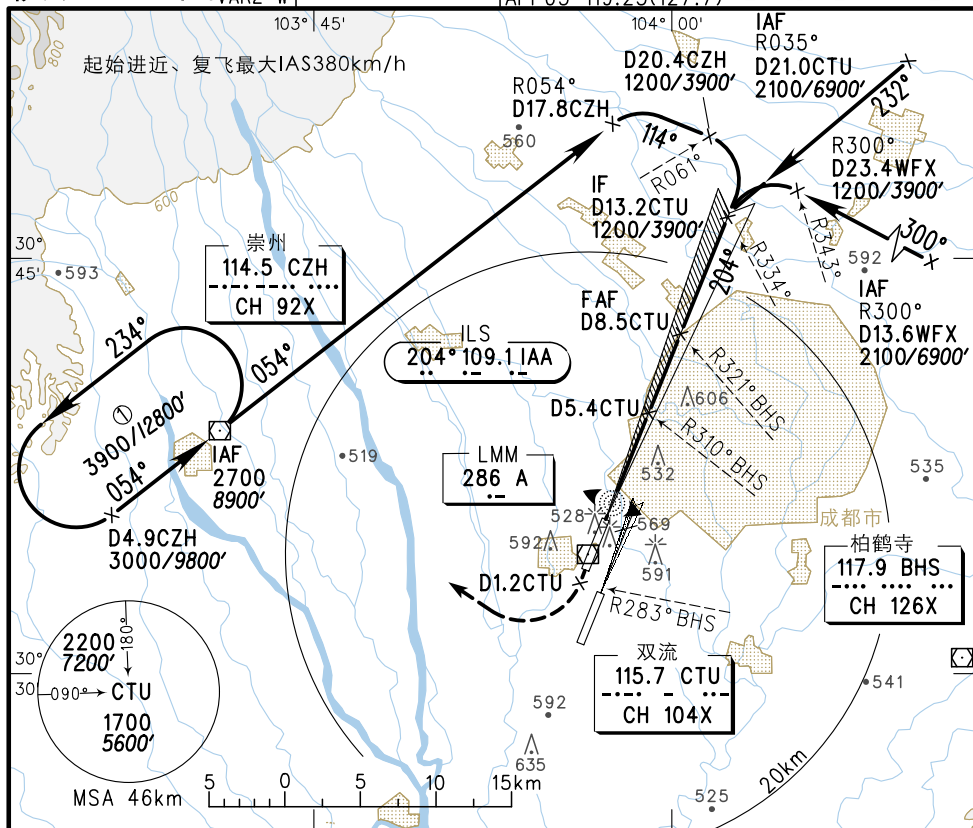 VAR2°W
APP03 119.25(127.7)
103°45'
104°00'
起始进近、复飞最大IAS380km/h
800
600
R054°
D17.8CZH
560
D20.4CZH
1200/3900'
IAF
R035°
D21.0CTU
2100/6900'
232°
114°
R061°
R300°
D23.4WFX
1200/3900'
IF
D13.2CTU
1200/3900'
300°
R343°
R334°
592
IAF
R300°
D13.6WFX
2100/6900'
30°
45'
593
崇州
114.5 CZH
CH 92X
204°
FAF
D8.5CTU
234°
054°
ILS
204° 109.1 IAA
R321° BHS
①
3900/12800'
606
D5.4CTU
R310° BHS
IAF
2700
8900'
519
LMM
286 A
532
535
054°
D4.9CZH
3000/9800'
528
569
成都市
592
591
柏鹤寺
117.9 BHS
CH 126X
D1.2CTU
R283° BHS
双流
115.7 CTU
CH 104X
2200
7200'
180°
090°
CTU
1700
5600'
MSA 46km
30°
30'
541
592
635
20km
525
5 0 5 10 15km